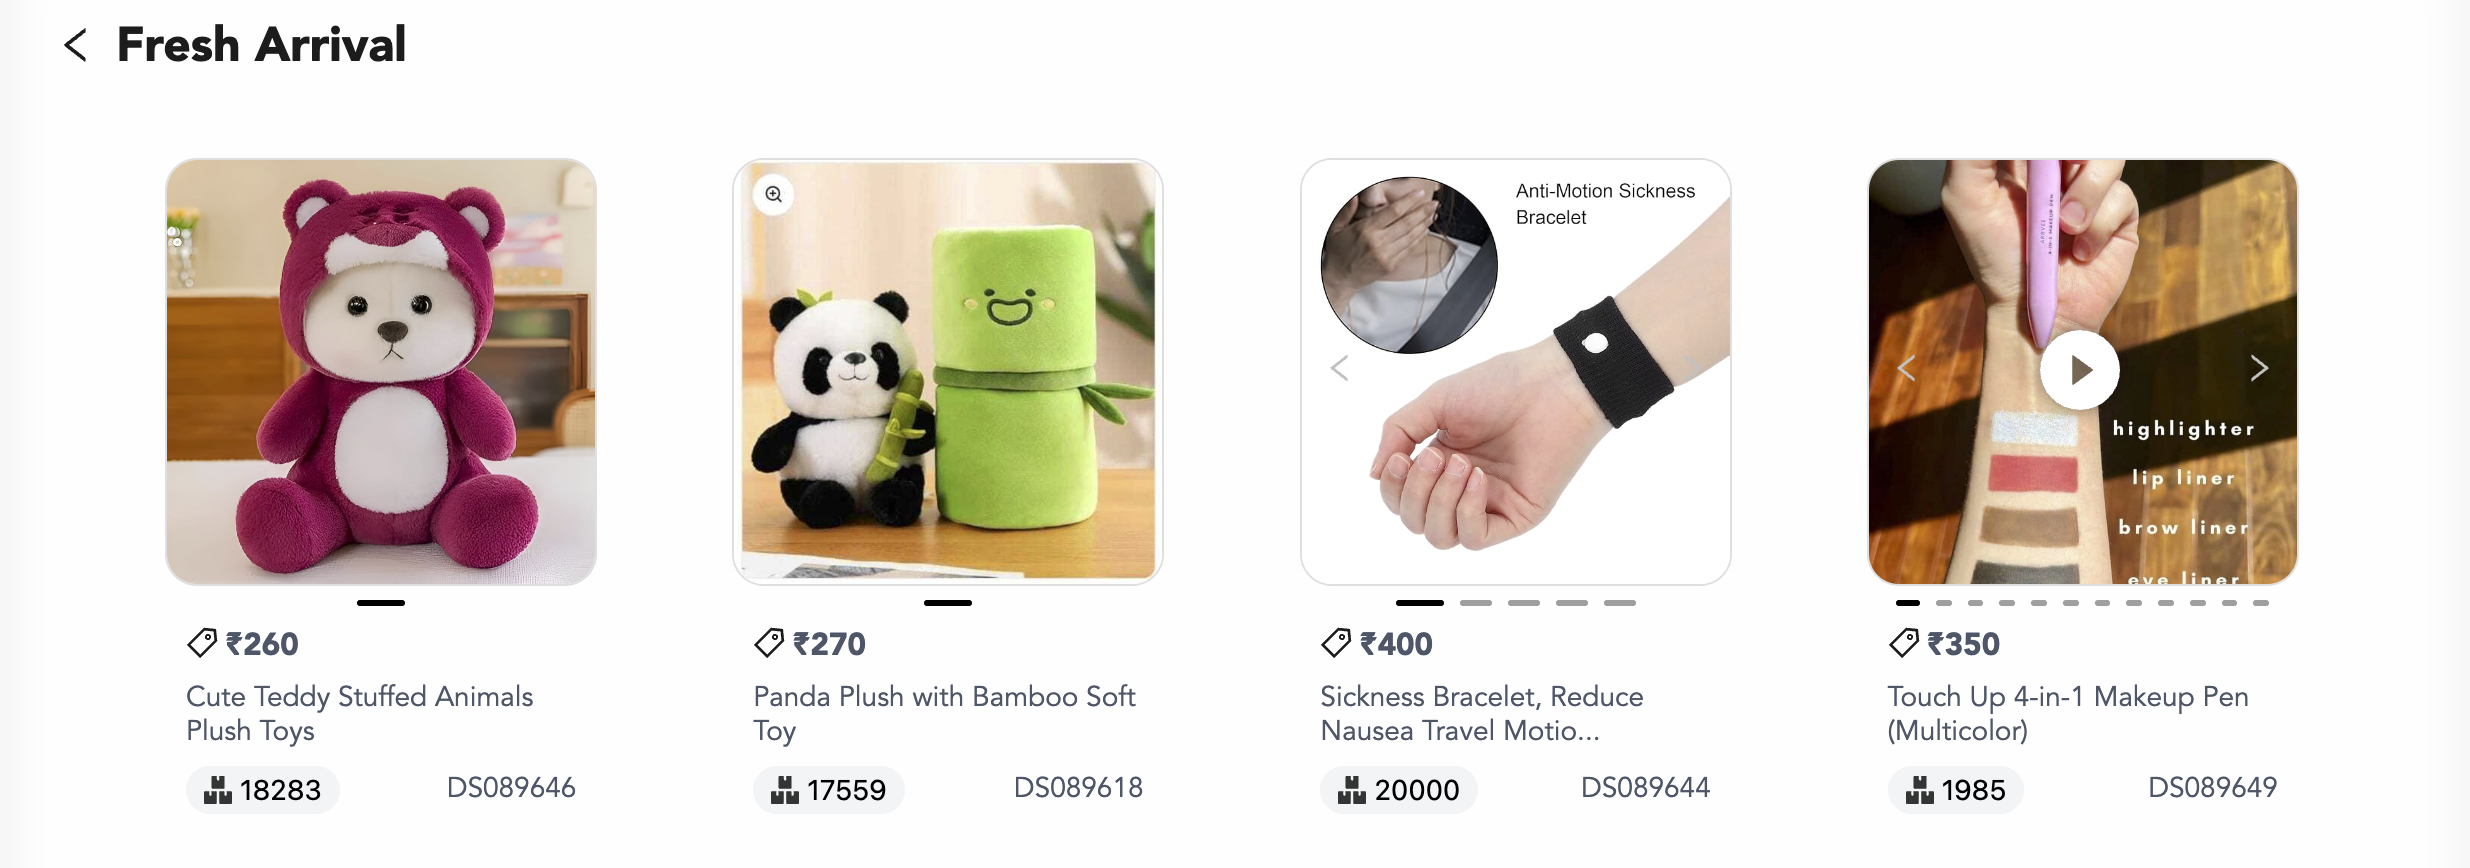 Fresh Arrival
Anti-Motion Sickness
Bracelet
highlighter
lip liner
brow liner
eye liner
₹260
Cute Teddy Stuffed Animals
Plush Toys
18283
DS089646
₹270
Panda Plush with Bamboo Soft
Toy
17559
DS089618
₹400
Sickness Bracelet, Reduce
Nausea Travel Motio...
20000
DS089644
₹350
Touch Up 4-in-1 Makeup Pen
(Multicolor)
1985
DS089649